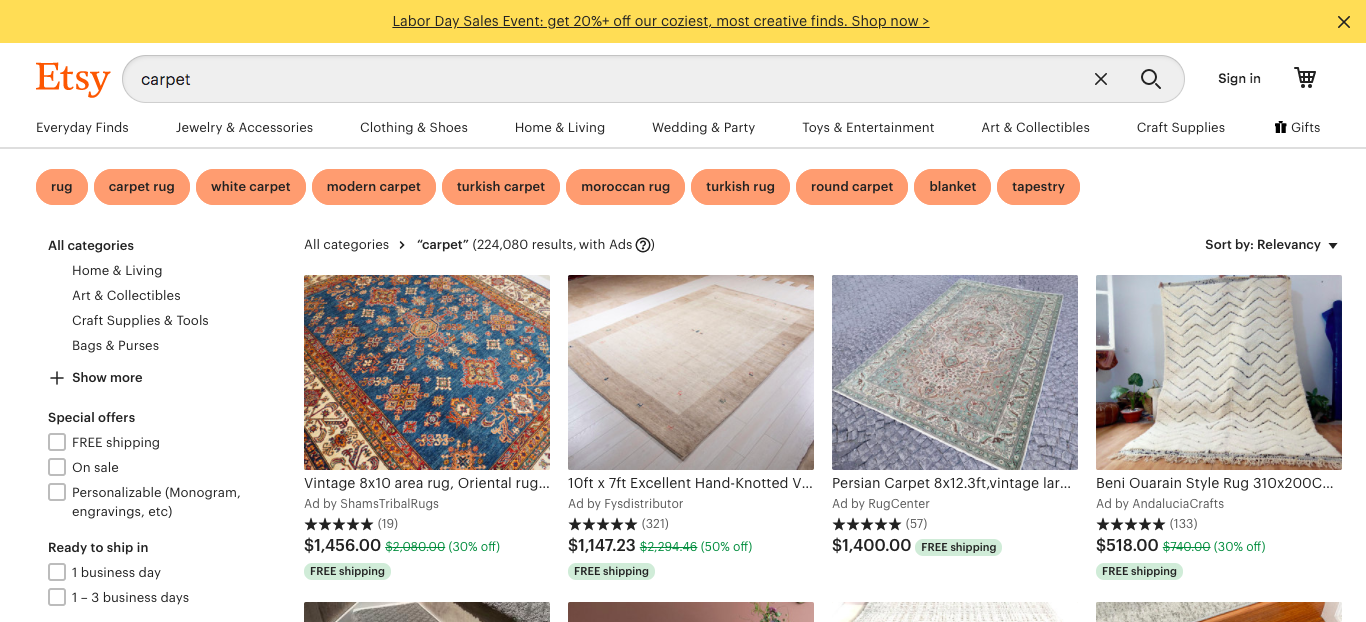 Labor Day Sales Event: get 20%+ off our coziest, most creative finds. Shop now >
Etsy
carpet
Sign in
Everyday Finds
Jewelry & Accessories
Clothing & Shoes
Home & Living
Wedding & Party
Toys & Entertainment
Art & Collectibles
Craft Supplies
Gifts
rug
carpet rug
white carpet
modern carpet
turkish carpet
moroccan rug
turkish rug
round carpet
blanket
tapestry
All categories
Home & Living
Art & Collectibles
Craft Supplies & Tools
Bags & Purses
Show more
Special offers
FREE shipping
On sale
Personalizable (Monogram,
engravings, etc)
Ready to ship in
1 business day
1 – 3 business days
All categories > “carpet” (224,080 results, with Ads ?)
Sort by: Relevancy
Vintage 8x10 area rug, Oriental rug...
Ad by ShamsTribalRugs
(19)
$1,456.00 $2,080.00 (30% off)
FREE shipping
10ft x 7ft Excellent Hand-Knotted V...
Ad by Fysdistributor
(321)
$1,147.23 $2,294.46 (50% off)
FREE shipping
Persian Carpet 8x12.3ft,vintage lar...
Ad by RugCenter
(57)
$1,400.00 FREE shipping
Beni Ouarain Style Rug 310x200C...
Ad by AndaluciaCrafts
(133)
$518.00 $740.00 (30% off)
FREE shipping